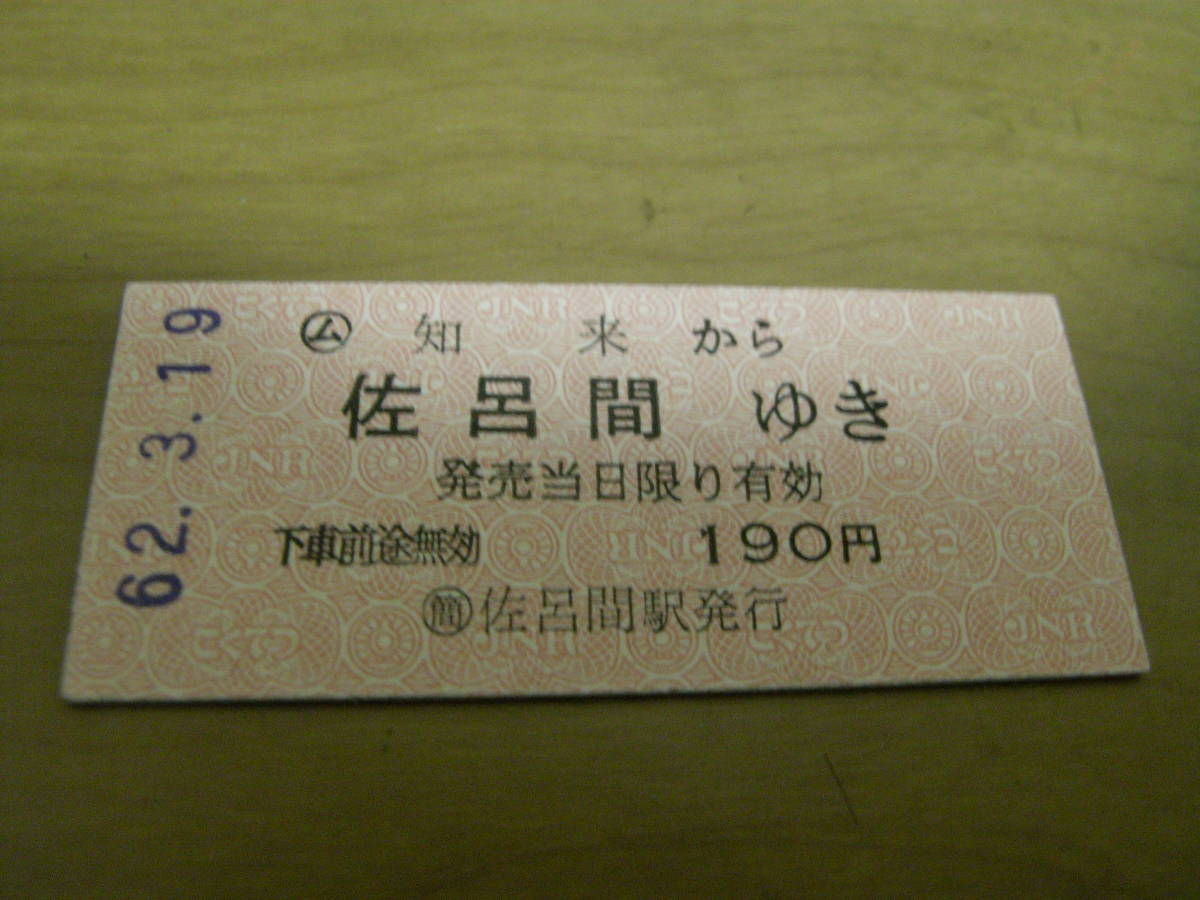 62.3.19
㋰ 知来から
佐呂間ゆき
発売当日限り有効
下車前途無効 190円
㊢佐呂間駅発行